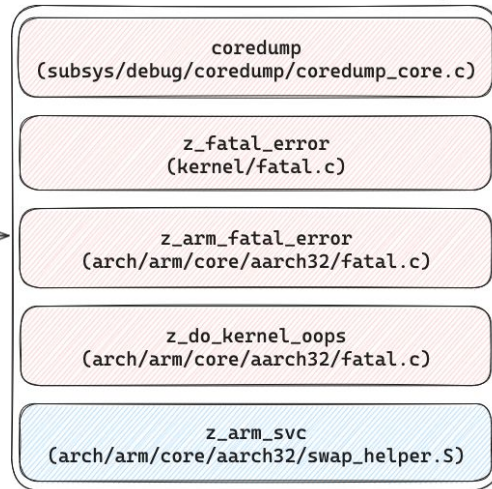 coredump
(subsys/debug/coredump/coredump_core.c)
z_fatal_error
(kernel/fatal.c)
z_arm_fatal_error
(arch/arm/core/aarch32/fatal.c)
z_do_kernel_oops
(arch/arm/core/aarch32/fatal.c)
z_arm_svc
(arch/arm/core/aarch32/swap_helper.S)